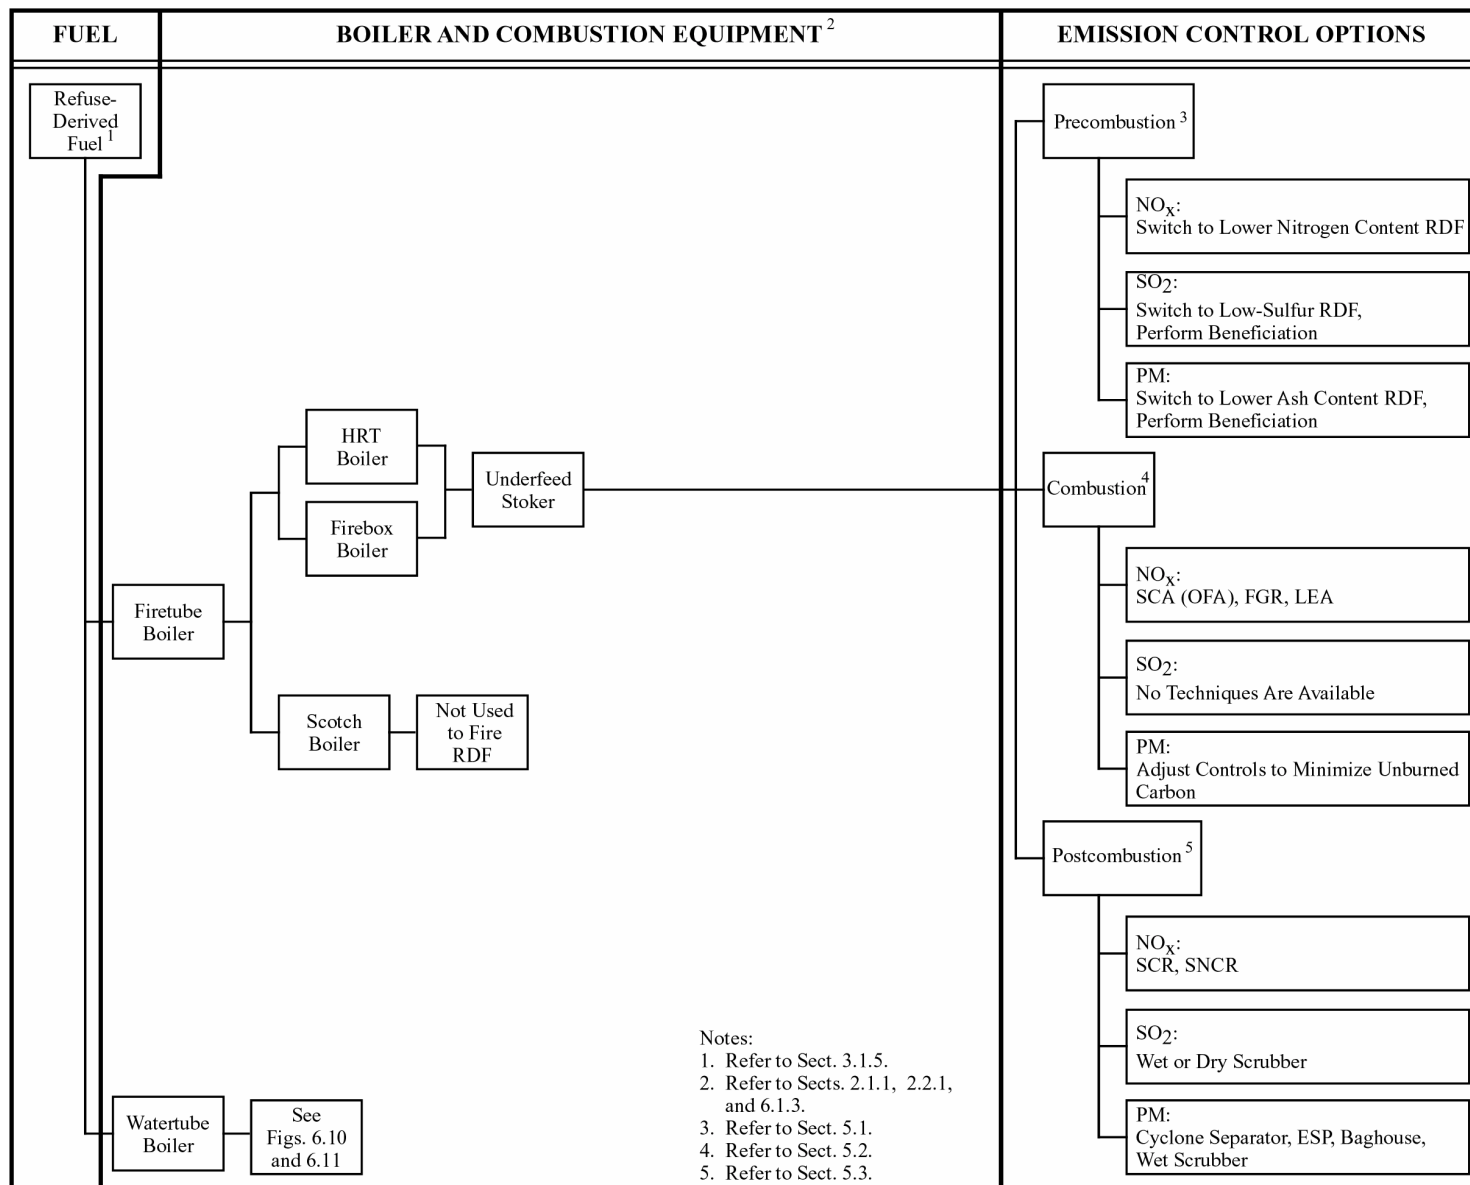 FUEL
BOILER AND COMBUSTION EQUIPMENT 2
EMISSION CONTROL OPTIONS
Refuse-
Derived
Fuel 1
Firetube
Boiler
HRT
Boiler
Firebox
Boiler
Underfeed
Stoker
Scotch
Boiler
Not Used
to Fire
RDF
Watertube
Boiler
See
Figs. 6.10
and 6.11
Precombustion 3
NOx:
Switch to Lower Nitrogen Content RDF
SO2:
Switch to Low-Sulfur RDF,
Perform Beneficiation
PM:
Switch to Lower Ash Content RDF,
Perform Beneficiation
Combustion 4
NOx:
SCA (OFA), FGR, LEA
SO2:
No Techniques Are Available
PM:
Adjust Controls to Minimize Unburned
Carbon
Postcombustion 5
NOx:
SCR, SNCR
SO2:
Wet or Dry Scrubber
PM:
Cyclone Separator, ESP, Baghouse,
Wet Scrubber
Notes:
1. Refer to Sect. 3.1.5.
2. Refer to Sects. 2.1.1, 2.2.1,
and 6.1.3.
3. Refer to Sect. 5.1.
4. Refer to Sect. 5.2.
5. Refer to Sect. 5.3.